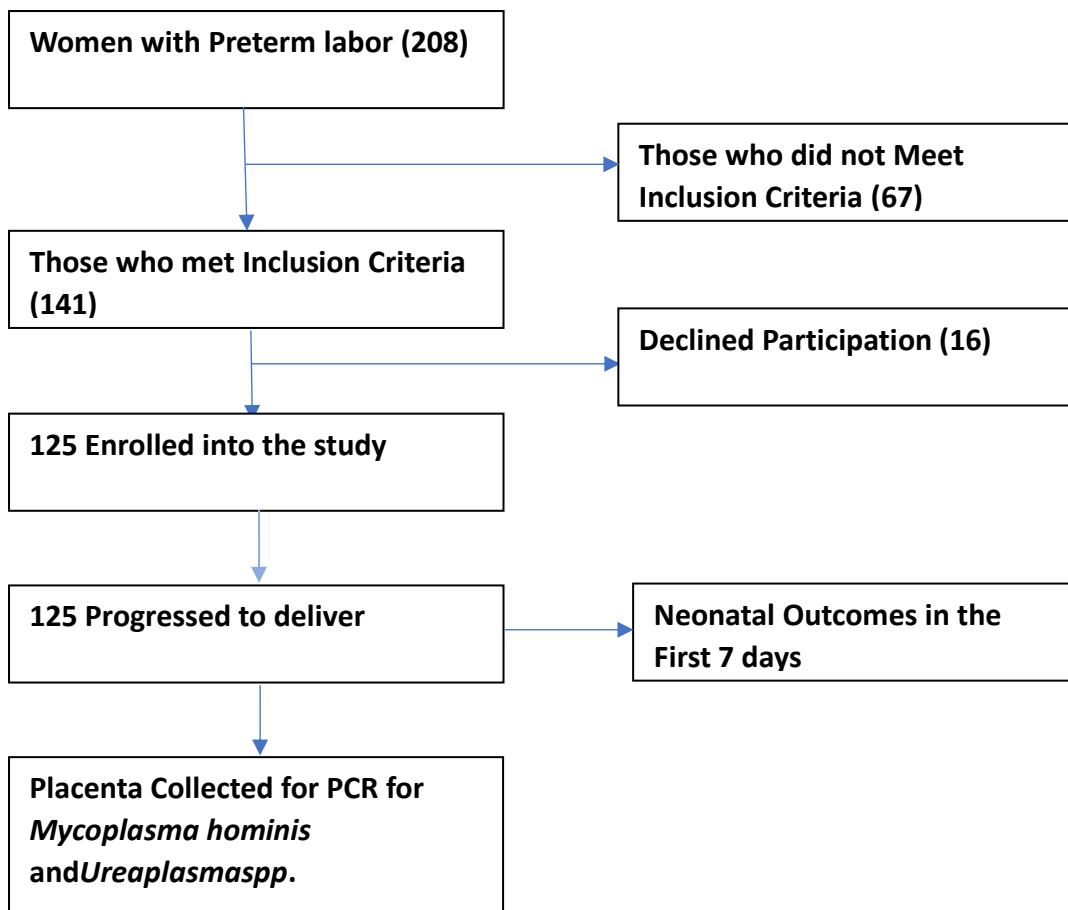 Women with Preterm labor (208)
Those who did not Meet
Inclusion Criteria (67)
Those who met Inclusion Criteria
(141)
Declined Participation (16)
125 Enrolled into the study
125 Progressed to deliver
Neonatal Outcomes in the
First 7 days
Placenta Collected for PCR for
Mycoplasma hominis
andUreaplasmaspp.